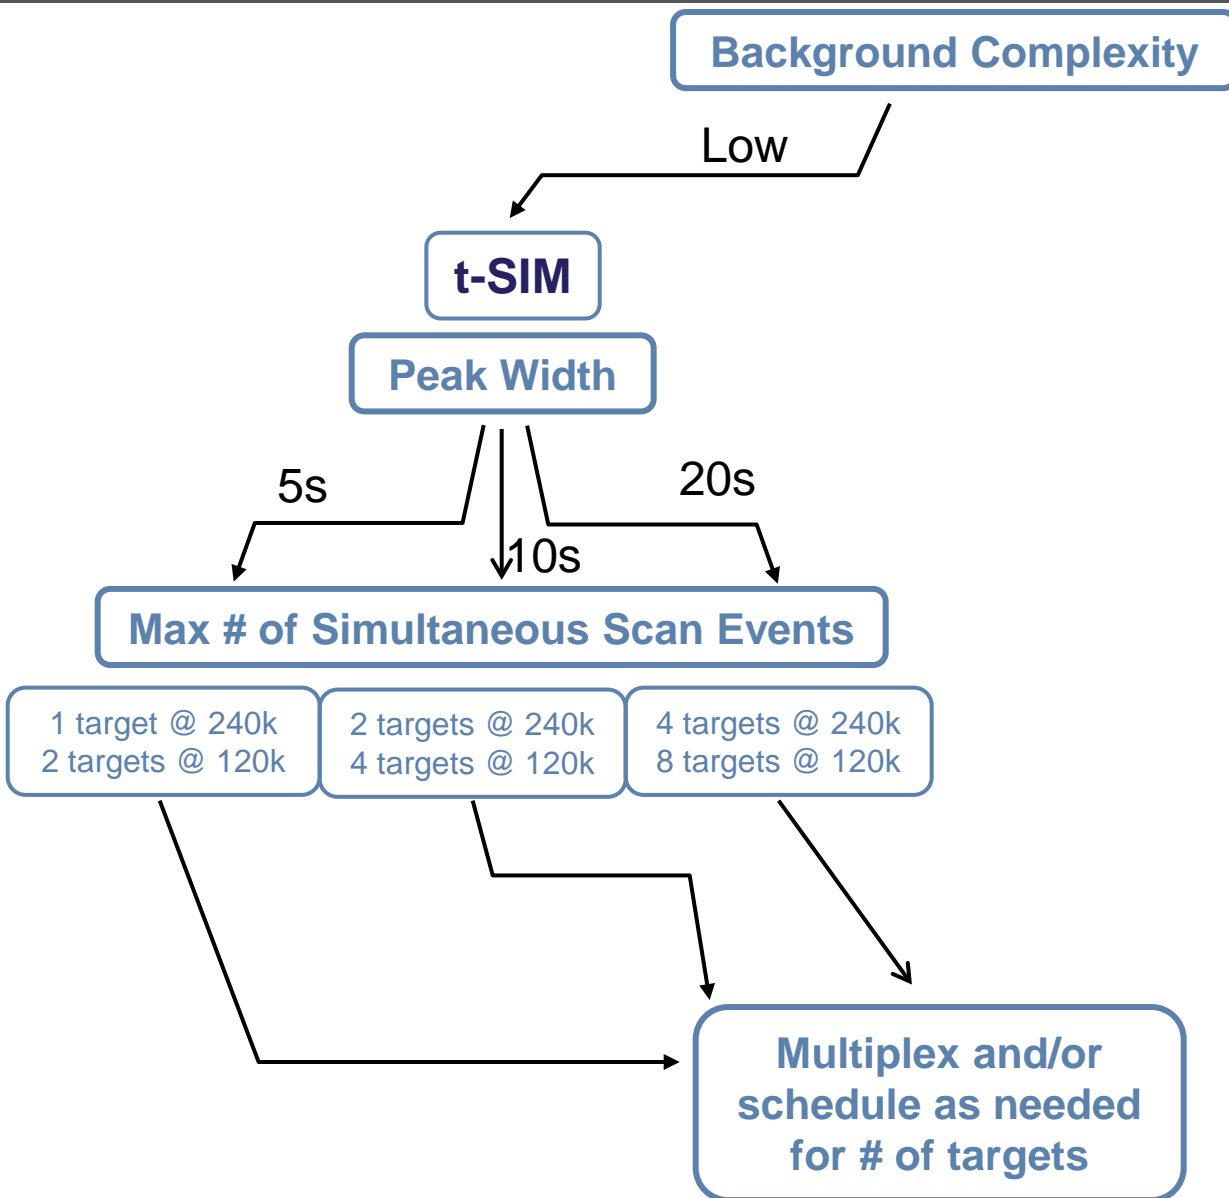 Background Complexity
Low
t-SIM
Peak Width
5s
20s
10s
Max # of Simultaneous Scan Events
1 target @ 240k
2 targets @ 120k
2 targets @ 240k
4 targets @ 120k
4 targets @ 240k
8 targets @ 120k
Multiplex and/or
schedule as needed
for # of targets